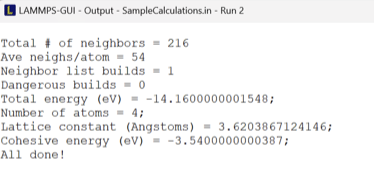 LAMMPS-GUI - Output - SampleCalculations.in - Run 2
Total # of neighbors = 216
Ave neighs/atom = 54
Neighbor list builds = 1
Dangerous builds = 0
Total energy (eV) = -14.1600000001548;
Number of atoms = 4;
Lattice constant (Angstoms) = 3.6203867124146;
Cohesive energy (eV) = -3.5400000000387;
All done!